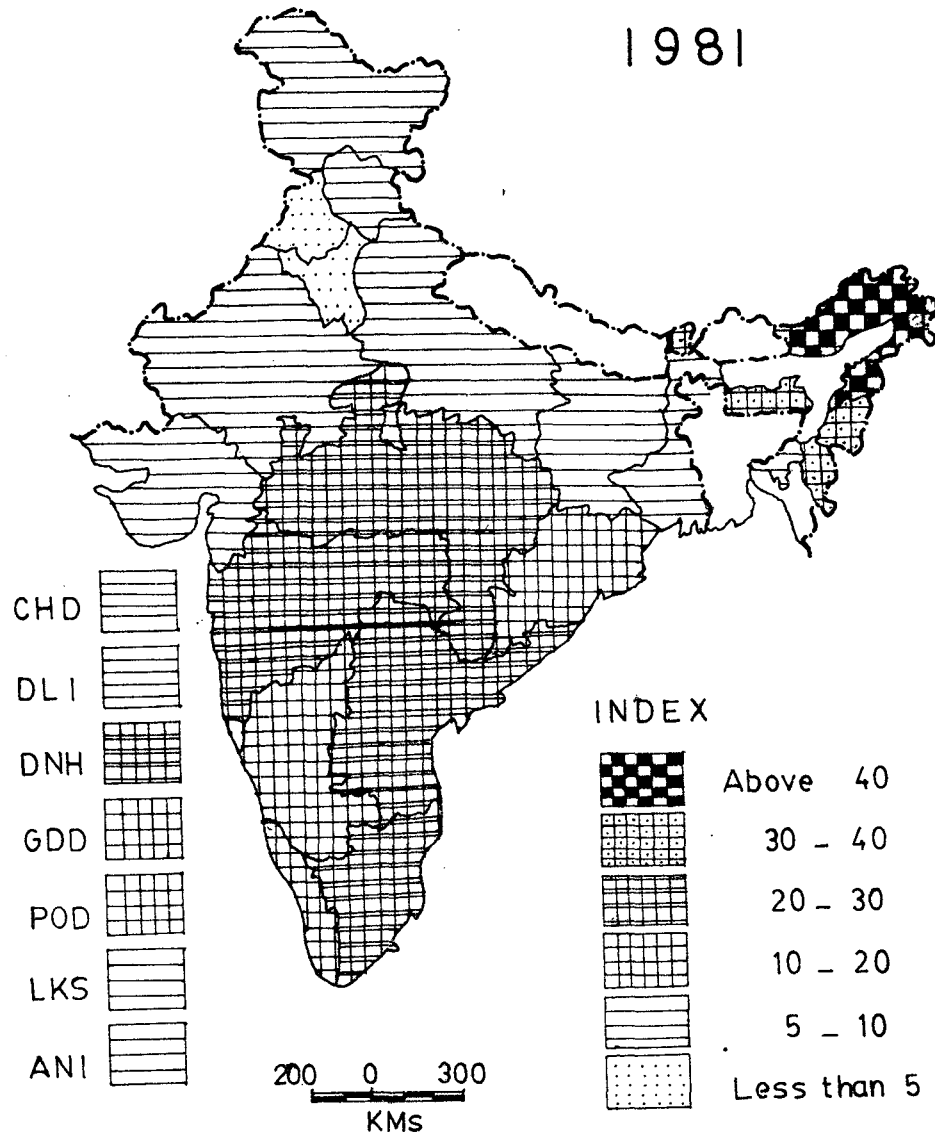 1981
CHD
DLI
DNH
GDD
POD
LKS
ANI
INDEX
Above 40
30 – 40
20 – 30
10 – 20
5 – 10
Less than 5
200 0 300
KMs